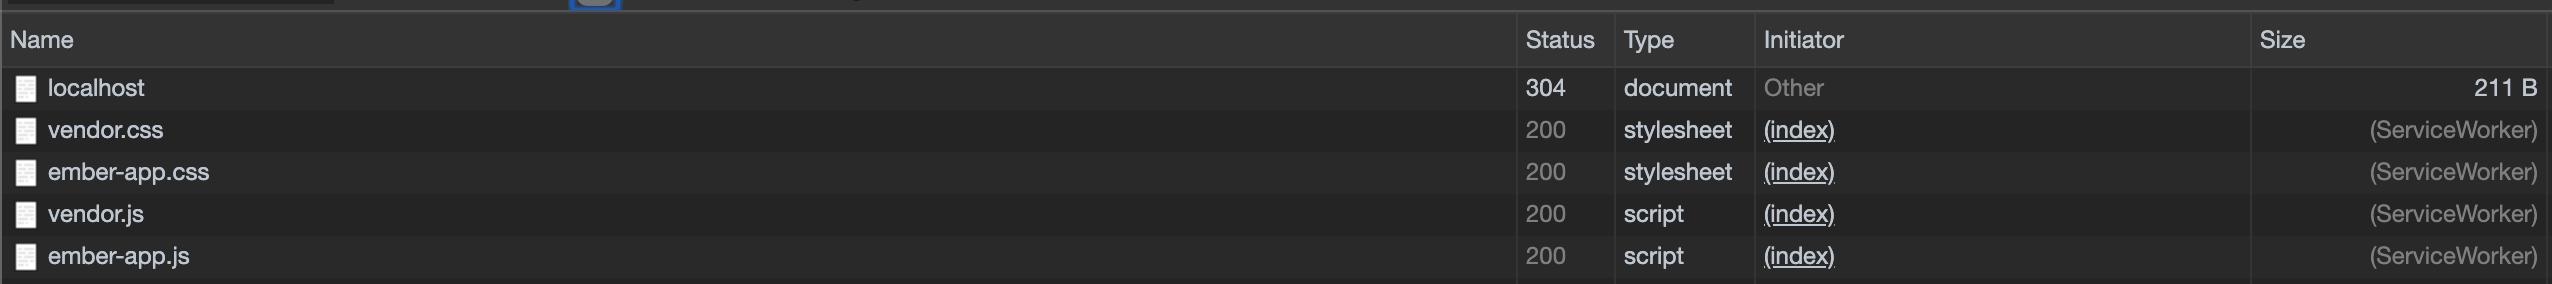 Name Status Type Initiator Size
localhost 304 document Other 211 B
vendor.css 200 stylesheet (index) (ServiceWorker)
ember-app.css 200 stylesheet (index) (ServiceWorker)
vendor.js 200 script (index) (ServiceWorker)
ember-app.js 200 script (index) (ServiceWorker)